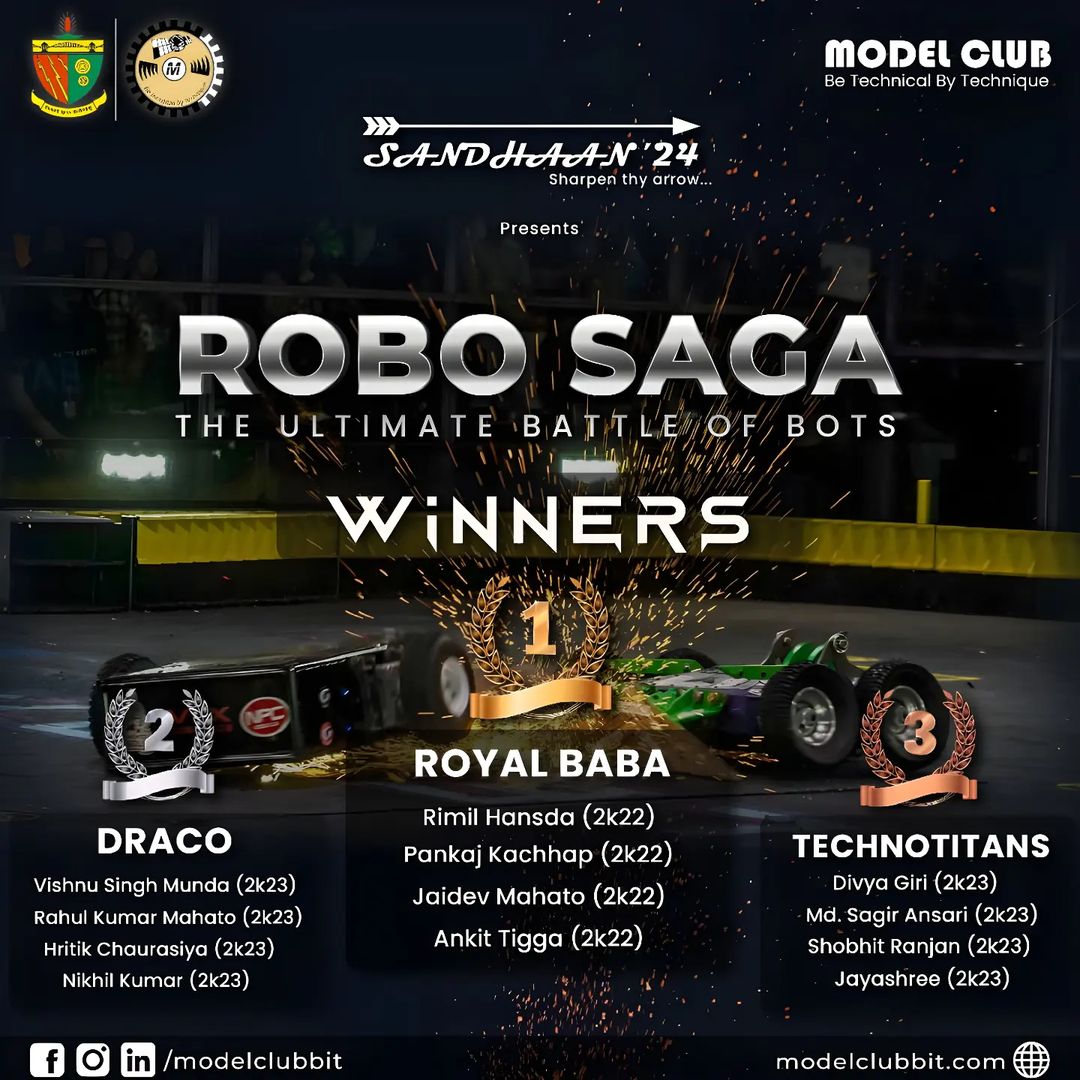 MODEL CLUB
Be Technical By Technique
M
SANDHAAN '24
Sharpen thy arrow...
Presents
ROBO SAGA
THE ULTIMATE BATTLE OF BOTS
WiNNERS
1
2
NPC
3
ROYAL BABA
Rimil Hansda (2k22)
Pankaj Kachhap (2k22)
Jaidev Mahato (2k22)
Ankit Tigga (2k22)
DRACO
Vishnu Singh Munda (2k23)
Rahul Kumar Mahato (2k23)
Hritik Chaurasiya (2k23)
Nikhil Kumar (2k23)
TECHNOTITANS
Divya Giri (2k23)
Md. Sagir Ansari (2k23)
Shobhit Ranjan (2k23)
Jayashree (2k23)
/modelclubbit
modelclubbit.com